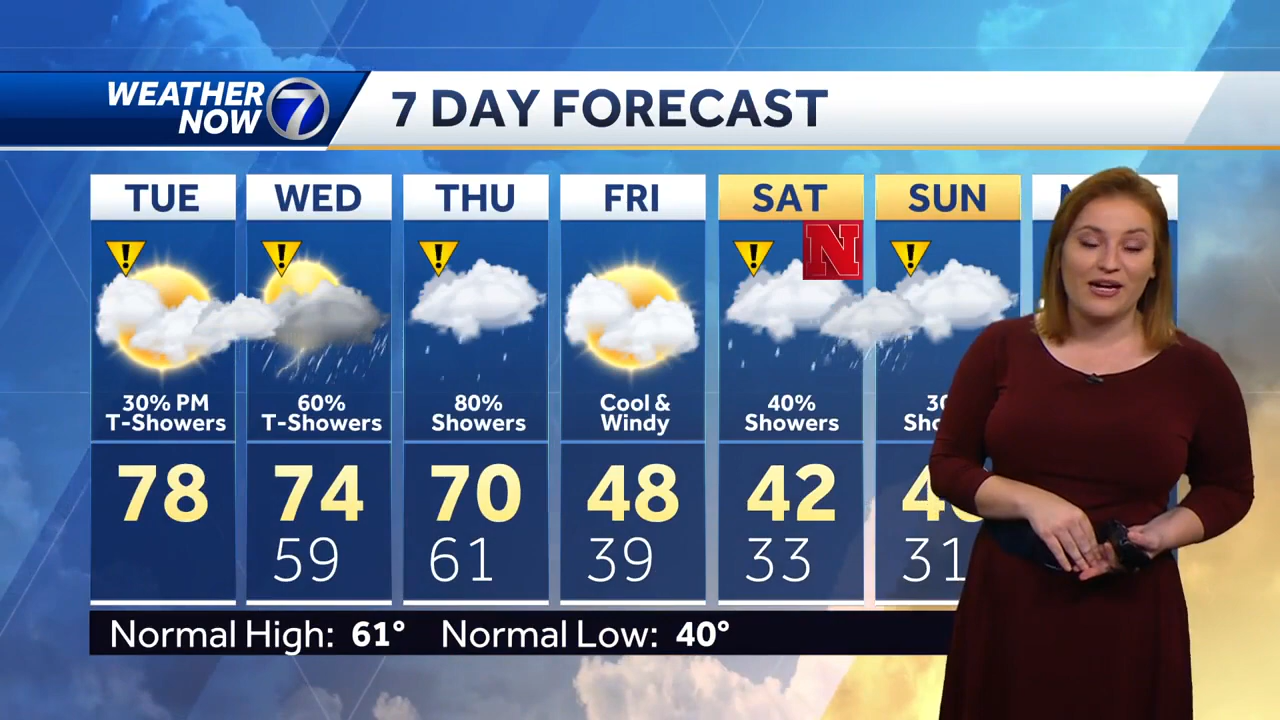 WEATHER
NOW 7
7 DAY FORECAST
TUE WED THU FRI SAT SUN
! ! ! ! N !
30% PM 60% 80% Cool & 40%
T-Showers T-Showers Showers Windy Showers
78 74 70 48 42
59 61 39 33 31
Normal High: 61° Normal Low: 40°